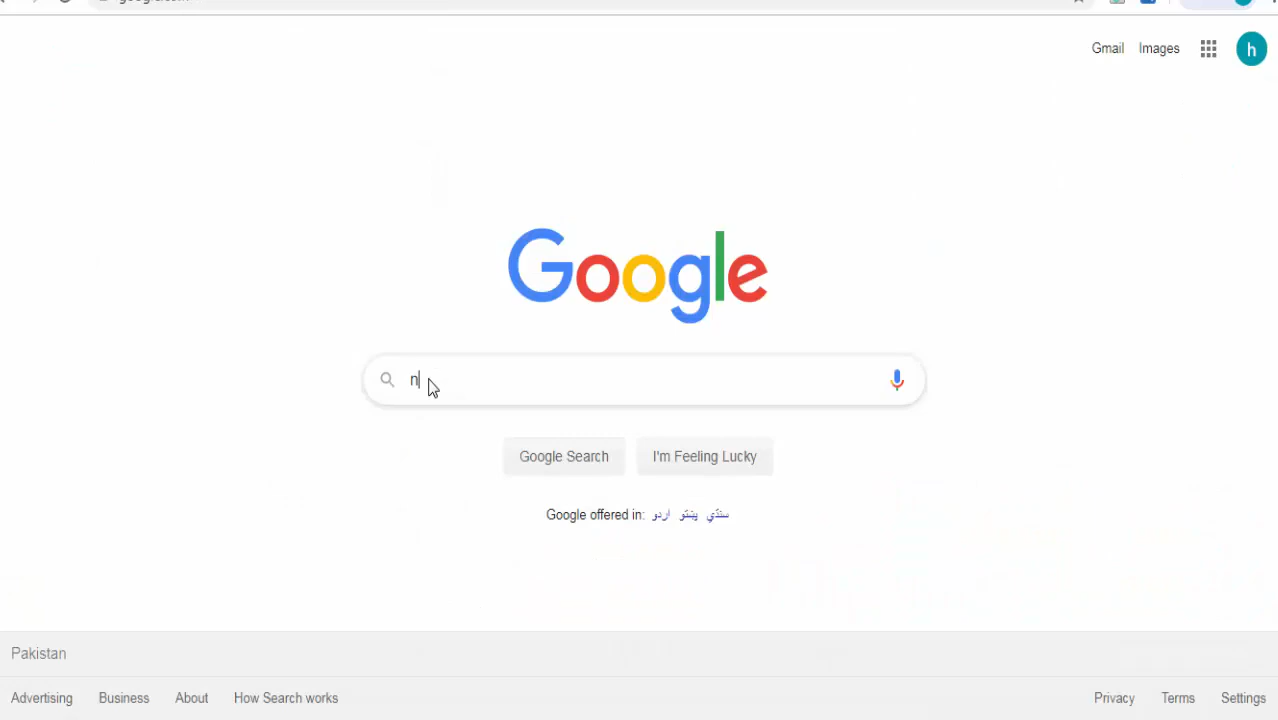 Gmail Images
h
Google
n
Google Search I'm Feeling Lucky
Google offered in: اردو پښتو سنڌي
Pakistan
Advertising Business About How Search works Privacy Terms Settings